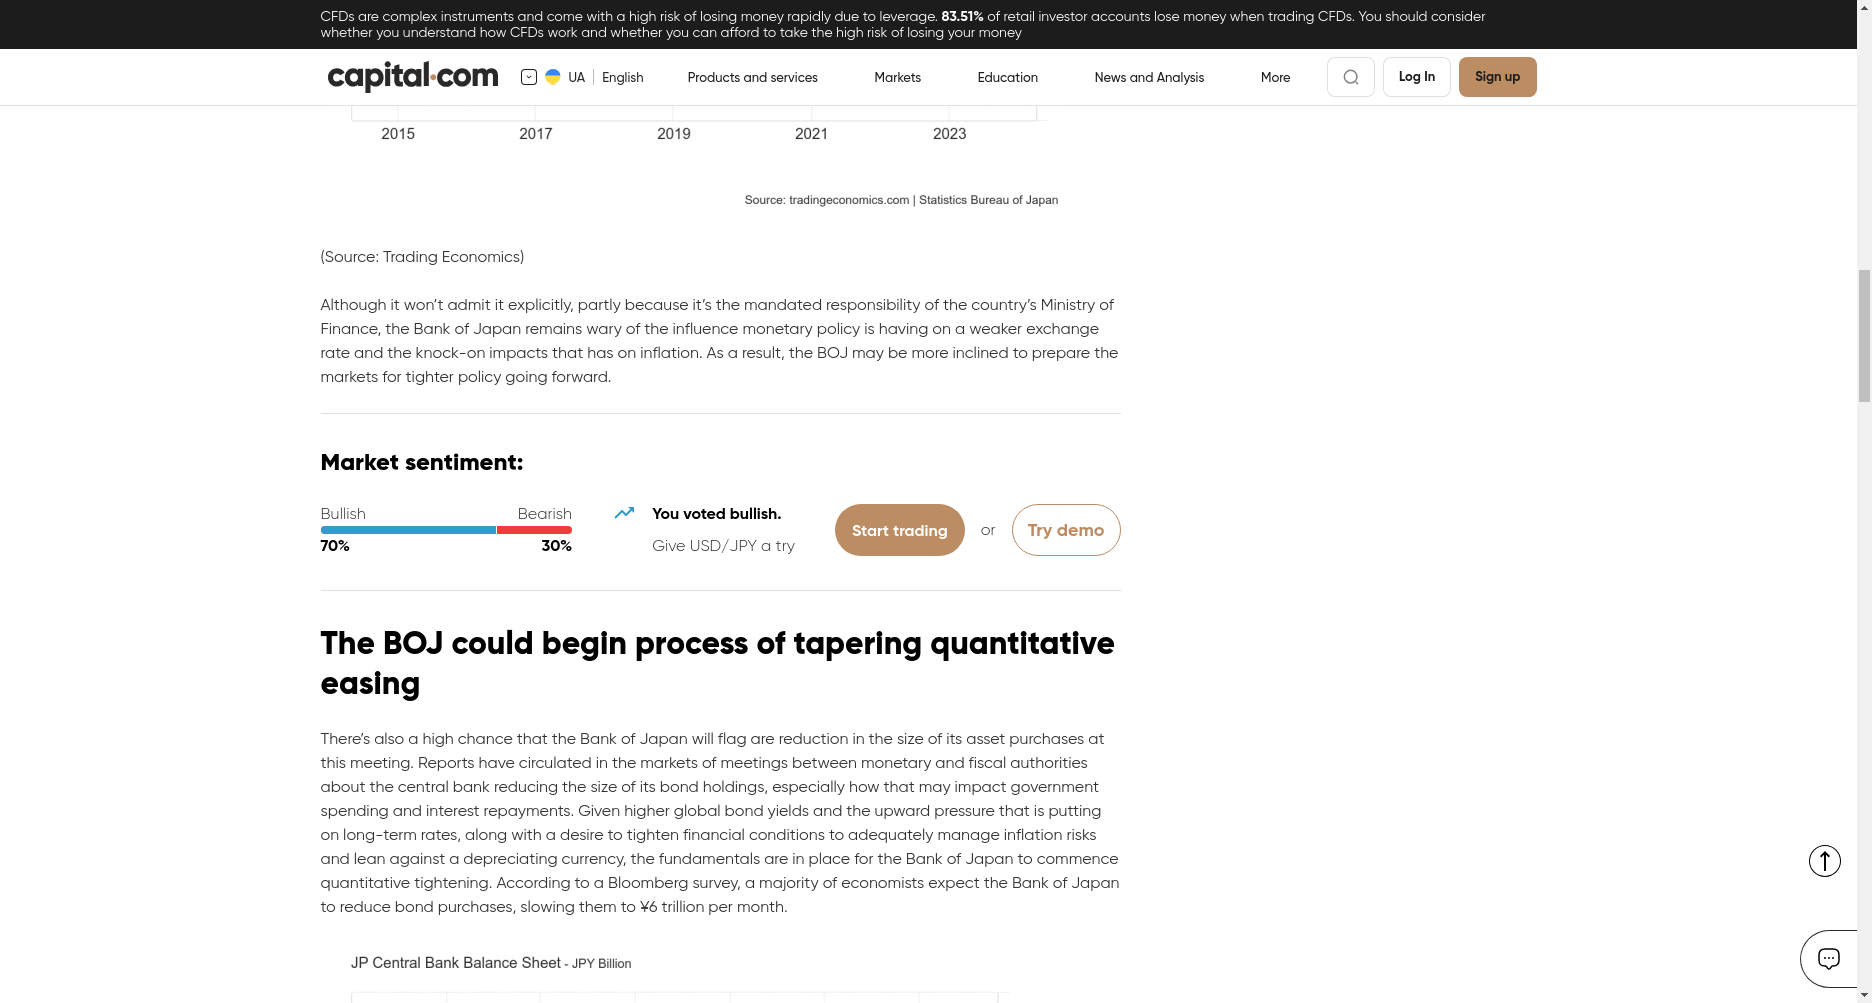 CFDs are complex instruments and come with a high risk of losing money rapidly due to leverage. 83.51% of retail investor accounts lose money when trading CFDs. You should consider
whether you understand how CFDs work and whether you can afford to take the high risk of losing your money
capital.com
UA
English
Products and services
Markets
Education
News and Analysis
More
Log In
Sign up
2015
2017
2019
2021
2023
Source: tradingeconomics.com | Statistics Bureau of Japan
(Source: Trading Economics)
Although it won’t admit it explicitly, partly because it’s the mandated responsibility of the country’s Ministry of
Finance, the Bank of Japan remains wary of the influence monetary policy is having on a weaker exchange
rate and the knock-on impacts that has on inflation. As a result, the BOJ may be more inclined to prepare the
markets for tighter policy going forward.
Market sentiment:
Bullish
Bearish
70%
30%
You voted bullish.
Give USD/JPY a try
Start trading
or
Try demo
The BOJ could begin process of tapering quantitative
easing
There’s also a high chance that the Bank of Japan will flag are reduction in the size of its asset purchases at
this meeting. Reports have circulated in the markets of meetings between monetary and fiscal authorities
about the central bank reducing the size of its bond holdings, especially how that may impact government
spending and interest repayments. Given higher global bond yields and the upward pressure that is putting
on long-term rates, along with a desire to tighten financial conditions to adequately manage inflation risks
and lean against a depreciating currency, the fundamentals are in place for the Bank of Japan to commence
quantitative tightening. According to a Bloomberg survey, a majority of economists expect the Bank of Japan
to reduce bond purchases, slowing them to ¥6 trillion per month.
JP Central Bank Balance Sheet - JPY Billion